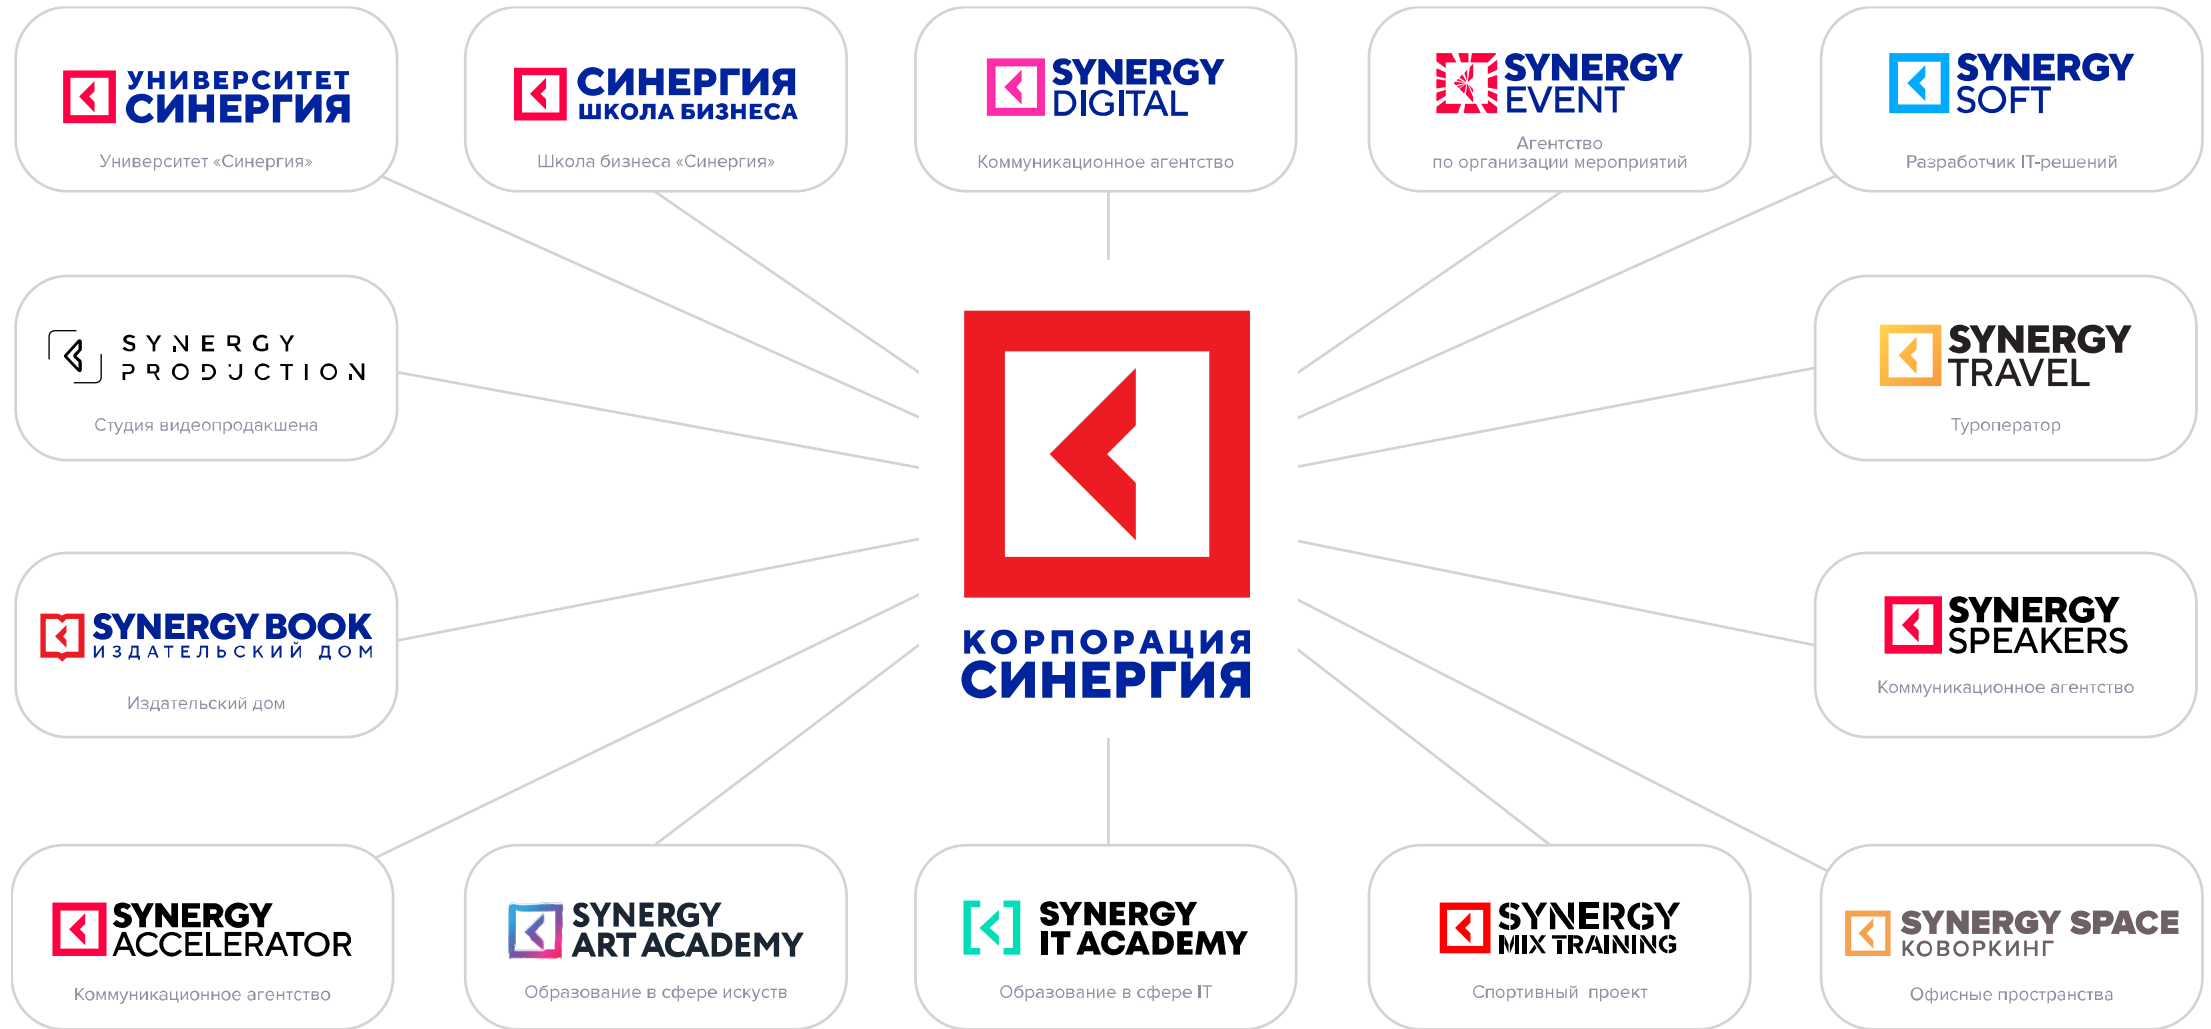 УНИВЕРСИТЕТ
СИНЕРГИЯ
Университет «Синергия»
СИНЕРГИЯ
ШКОЛА БИЗНЕСА
Школа бизнеса «Синергия»
SYNERGY
DIGITAL
Коммуникационное агентство
SYNERGY
EVENT
Агентство
по организации мероприятий
SYNERGY
SOFT
Разработчик IT-решений
SYNERGY
PRODUCTION
Студия видеопродакшена
КОРПОРАЦИЯ
СИНЕРГИЯ
SYNERGY
TRAVEL
Туроператор
SYNERGY BOOK
ИЗДАТЕЛЬСКИЙ ДОМ
Издательский дом
SYNERGY
SPEAKERS
Коммуникационное агентство
SYNERGY
ACCELERATOR
Коммуникационное агентство
SYNERGY
ART ACADEMY
Образование в сфере искуств
SYNERGY
IT ACADEMY
Образование в сфере IT
SYNERGY
MIX TRAINING
Спортивный проект
SYNERGY SPACE
КОВОРКИНГ
Офисные пространства